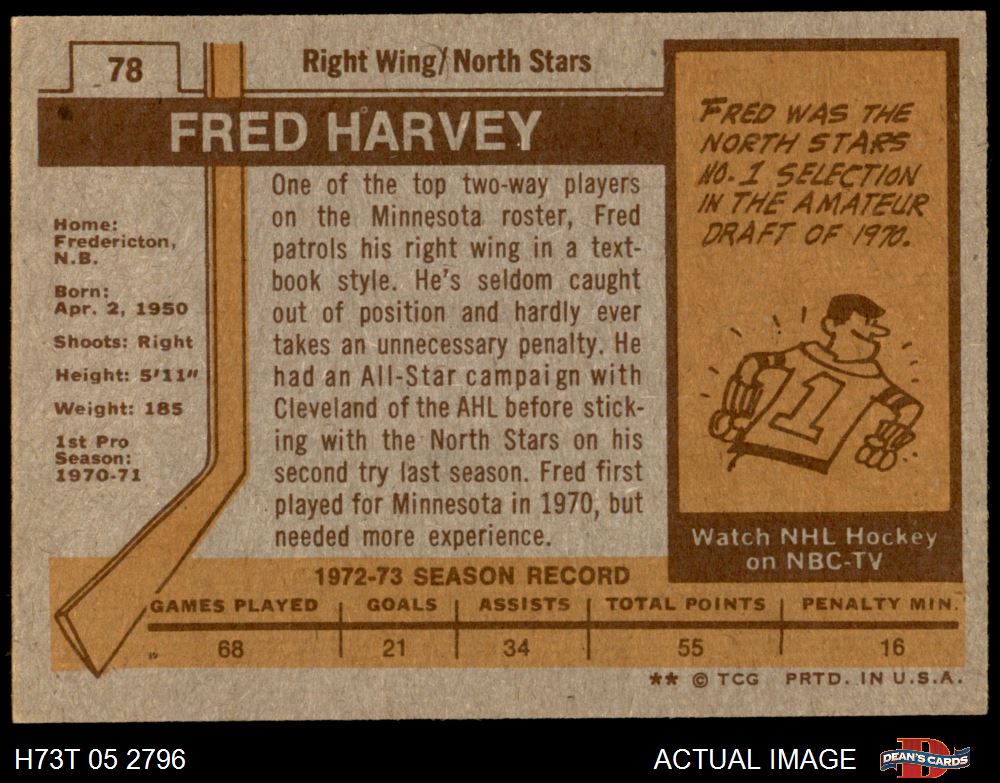 78
Right Wing/North Stars
FRED HARVEY
Home:
Fredericton,
N.B.
Born:
Apr. 2, 1950
Shoots: Right
Height: 5'11"
Weight: 185
1st Pro
Season:
1970-71
One of the top two-way players
on the Minnesota roster, Fred
patrols his right wing in a text-
book style. He's seldom caught
out of position and hardly ever
takes an unnecessary penalty. He
had an All-Star campaign with
Cleveland of the AHL before stick-
ing with the North Stars on his
second try last season. Fred first
played for Minnesota in 1970, but
needed more experience.
FRED WAS THE
NORTH STARS
NO. 1 SELECTION
IN THE AMATEUR
DRAFT OF 1970.
1
Watch NHL Hockey
on NBC-TV
1972-73 SEASON RECORD
GAMES PLAYED GOALS ASSISTS TOTAL POINTS PENALTY MIN.
68 21 34 55 16
** © TCG PRTD. IN U.S.A.
H73T 05 2796 ACTUAL IMAGE DEAN'S CARDS